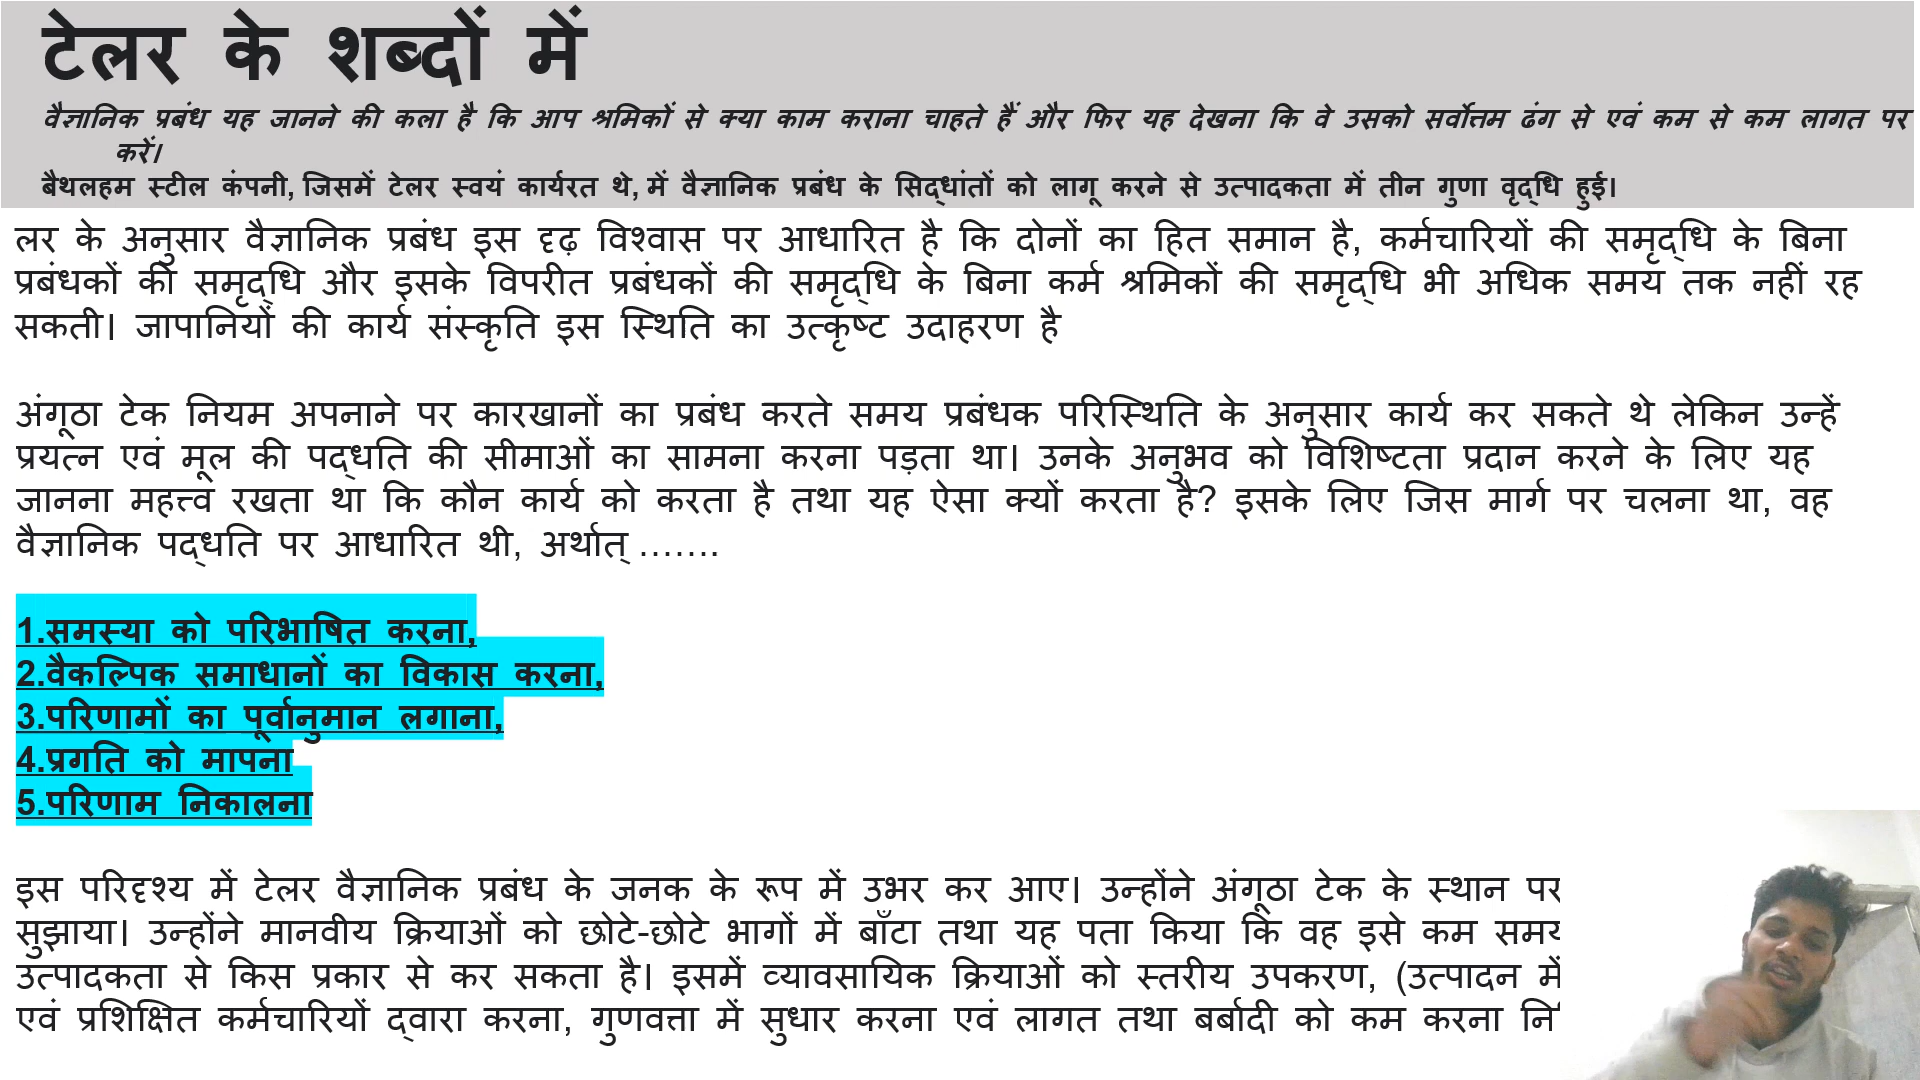 टेलर के शब्दों में
वैज्ञानिक प्रबंध यह जानने की कला है कि आप श्रमिकों से क्या काम कराना चाहते हैं और फिर यह देखना कि वे उसको सर्वोत्तम ढंग से एवं कम से कम लागत पर
करें।
बैथलहम स्टील कंपनी, जिसमें टेलर स्वयं कार्यरत थे, में वैज्ञानिक प्रबंध के सिद्धांतों को लागू करने से उत्पादकता में तीन गुणा वृद्धि हुई।
लर के अनुसार वैज्ञानिक प्रबंध इस दृढ़ विश्वास पर आधारित है कि दोनों का हित समान है, कर्मचारियों की समृद्धि के बिना
प्रबंधकों की समृद्धि और इसके विपरीत प्रबंधकों की समृद्धि के बिना कर्म श्रमिकों की समृद्धि भी अधिक समय तक नहीं रह
सकती। जापानियों की कार्य संस्कृति इस स्थिति का उत्कृष्ट उदाहरण है
अंगूठा टेक नियम अपनाने पर कारखानों का प्रबंध करते समय प्रबंधक परिस्थिति के अनुसार कार्य कर सकते थे लेकिन उन्हें
प्रयत्न एवं मूल की पद्धति की सीमाओं का सामना करना पड़ता था। उनके अनुभव को विशिष्टता प्रदान करने के लिए यह
जानना महत्त्व रखता था कि कौन कार्य को करता है तथा यह ऐसा क्यों करता है? इसके लिए जिस मार्ग पर चलना था, वह
वैज्ञानिक पद्धति पर आधारित थी, अर्थात् .......
1.समस्या को परिभाषित करना,
2.वैकल्पिक समाधानों का विकास करना,
3.परिणामों का पूर्वानुमान लगाना,
4.प्रगति को मापना
5.परिणाम निकालना
इस परिदृश्य में टेलर वैज्ञानिक प्रबंध के जनक के रूप में उभर कर आए। उन्होंने अंगूठा टेक के स्थान पर
सुझाया। उन्होंने मानवीय क्रियाओं को छोटे-छोटे भागों में बाँटा तथा यह पता किया कि वह इसे कम समय
उत्पादकता से किस प्रकार से कर सकता है। इसमें व्यावसायिक क्रियाओं को स्तरीय उपकरण, (उत्पादन में
एवं प्रशिक्षित कर्मचारियों द्वारा करना, गुणवत्ता में सुधार करना एवं लागत तथा बर्बादी को कम करना